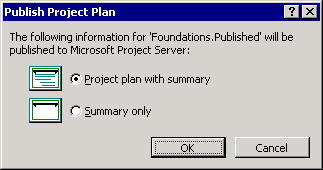 Publish Project Plan
The following information for 'Foundations.Published' will be
published to Microsoft Project Server:
Project plan with summary
Summary only
OK
Cancel